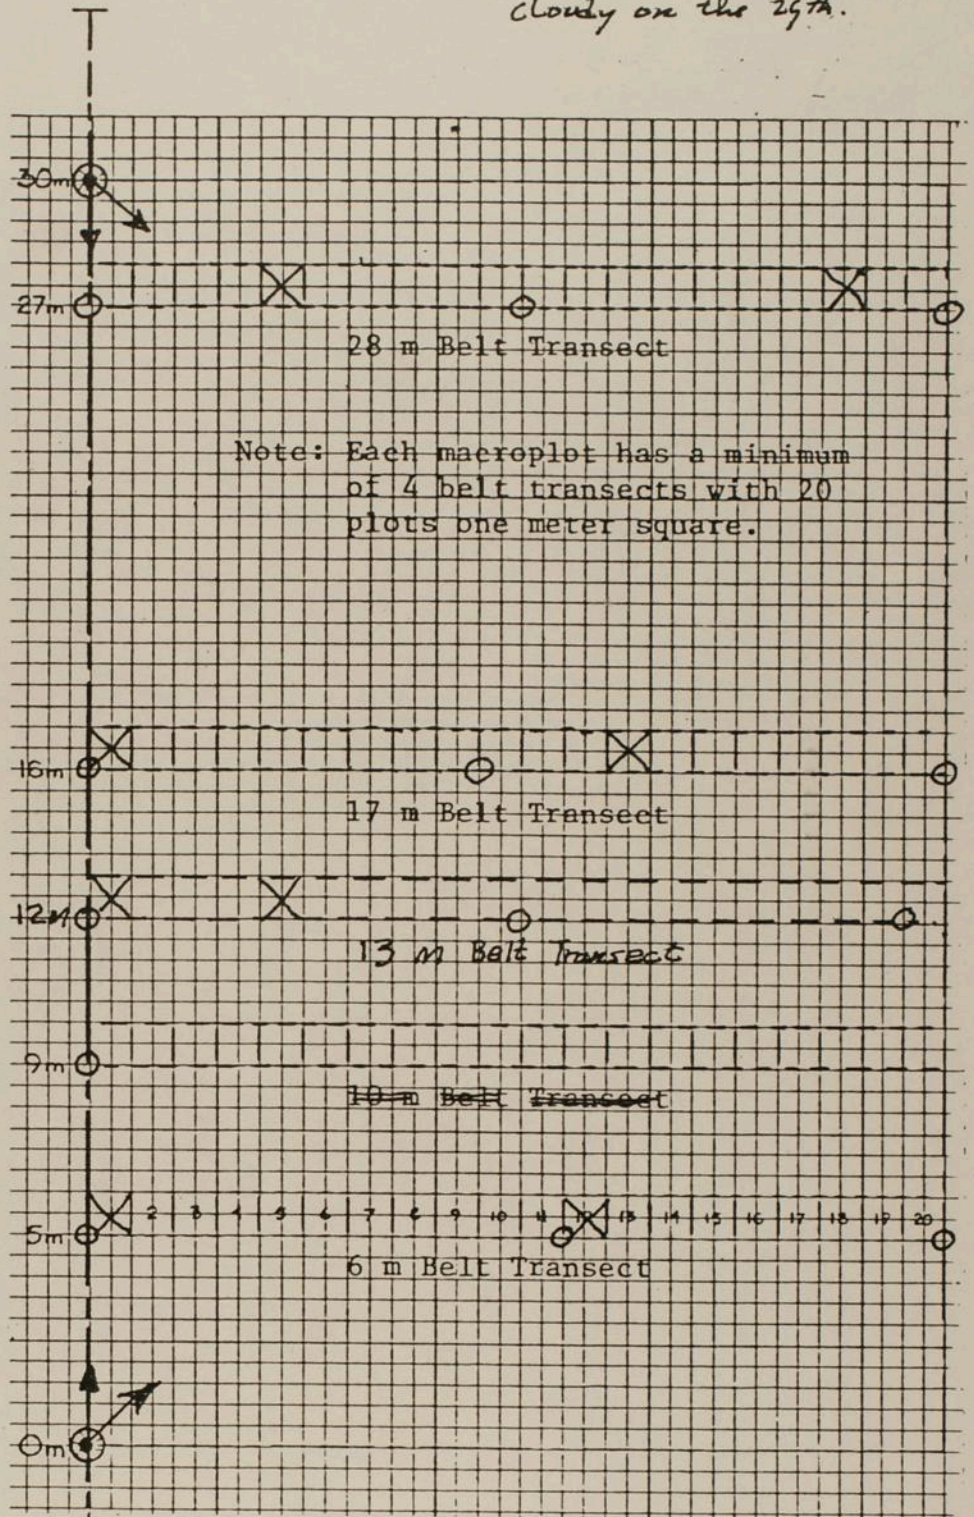 cloudy on the 29th.
30m
27m
28 m Belt Transect
Note: Each macroplot has a minimum
of 4 belt transects with 20
plots one meter square.
16m
17 m Belt Transect
12M
13 M Belt Transect
9m
10 m Belt Transect
2 3 4 5 6 7 8 9 10 11 12 13 14 15 16 17 18 19 20
5m
6 m Belt Transect
0m